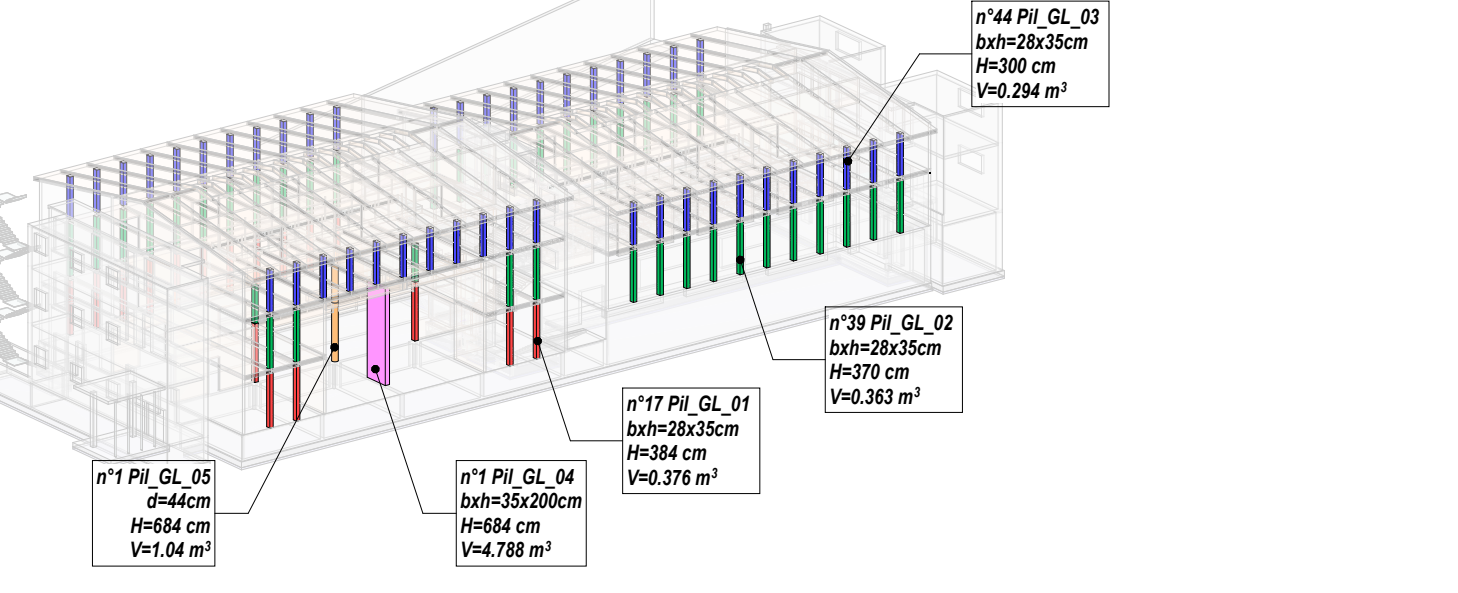 n°44 Pil_GL_03
bxh=28x35cm
H=300 cm
V=0.294 m³
n°39 Pil_GL_02
bxh=28x35cm
H=370 cm
V=0.363 m³
n°17 Pil_GL_01
bxh=28x35cm
H=384 cm
V=0.376 m³
n°1 Pil_GL_05
d=44cm
H=684 cm
V=1.04 m³
n°1 Pil_GL_04
bxh=35x200cm
H=684 cm
V=4.788 m³